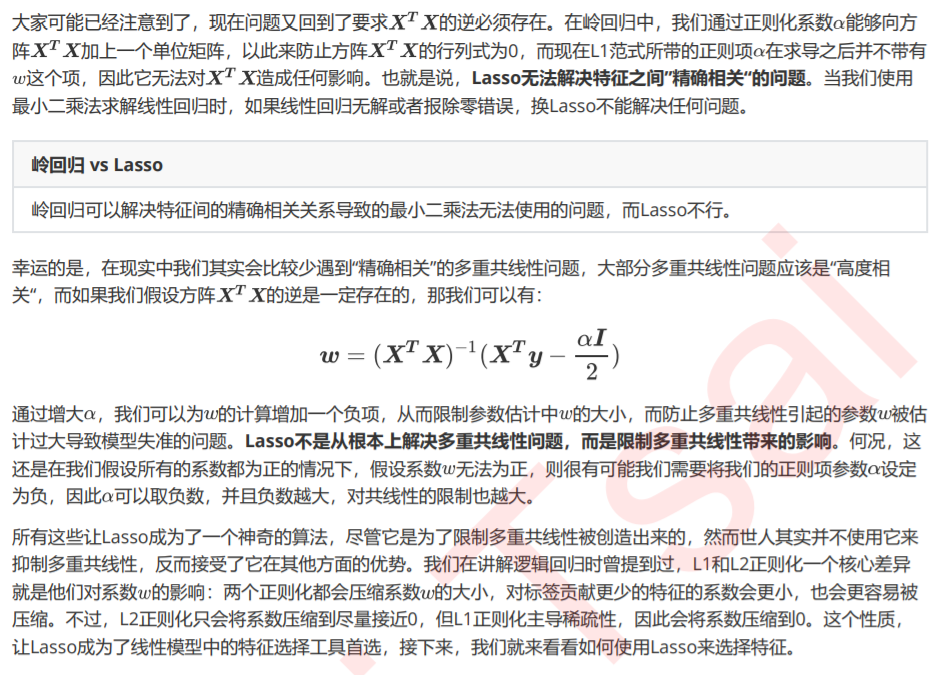 大家可能已经注意到了，现在问题又回到了要求XᵀX的逆必须存在。在岭回归中，我们通过正则化系数α能够向方
阵XᵀX加上一个单位矩阵，以此来防止方阵XᵀX的行列式为0，而现在L1范式所带的正则项α在求导之后并不带有
w这个项，因此它无法对XᵀX造成任何影响。也就是说，Lasso无法解决特征之间”精确相关“的问题。当我们使用
最小二乘法求解线性回归时，如果线性回归无解或者报除零错误，换Lasso不能解决任何问题。
岭回归 vs Lasso
岭回归可以解决特征间的精确相关关系导致的最小二乘法无法使用的问题，而Lasso不行。
幸运的是，在现实中我们其实会比较少遇到“精确相关”的多重共线性问题，大部分多重共线性问题应该是“高度相
关“，而如果我们假设方阵XᵀX的逆是一定存在的，那我们可以有：
w = (XᵀX)⁻¹(Xᵀy − αI/2)
通过增大α，我们可以为w的计算增加一个负项，从而限制参数估计中w的大小，而防止多重共线性引起的参数w被估
计过大导致模型失准的问题。Lasso不是从根本上解决多重共线性问题，而是限制多重共线性带来的影响。何况，这
还是在我们假设所有的系数都为正的情况下，假设系数w无法为正，则很有可能我们需要将我们的正则项参数α设定
为负，因此α可以取负数，并且负数越大，对共线性的限制也越大。
所有这些让Lasso成为了一个神奇的算法，尽管它是为了限制多重共线性被创造出来的，然而世人其实并不使用它来
抑制多重共线性，反而接受了它在其他方面的优势。我们在讲解逻辑回归时曾提到过，L1和L2正则化一个核心差异
就是他们对系数w的影响：两个正则化都会压缩系数w的大小，对标签贡献更少的特征的系数会更小，也会更容易被
压缩。不过，L2正则化只会将系数压缩到尽量接近0，但L1正则化主导稀疏性，因此会将系数压缩到0。这个性质，
让Lasso成为了线性模型中的特征选择工具首选，接下来，我们就来看看如何使用Lasso来选择特征。
Tsai